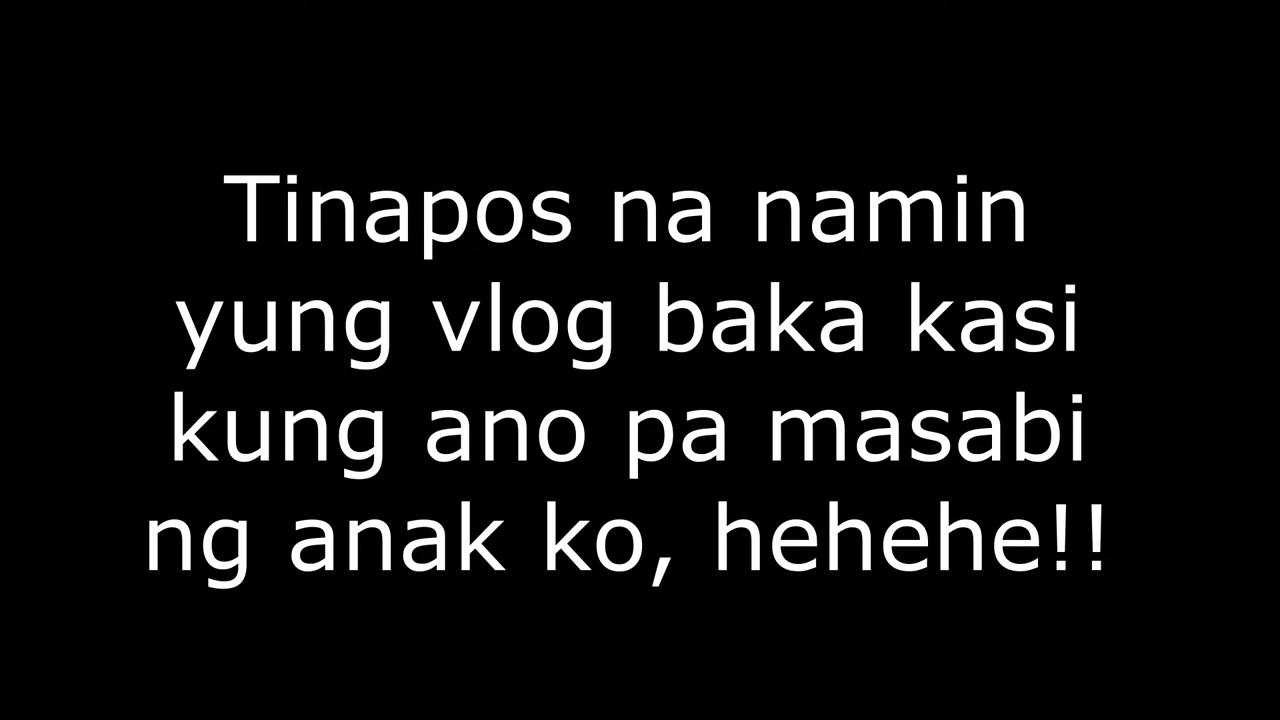 Tinapos na namin
yung vlog baka kasi
kung ano pa masabi
ng anak ko, hehehe!!